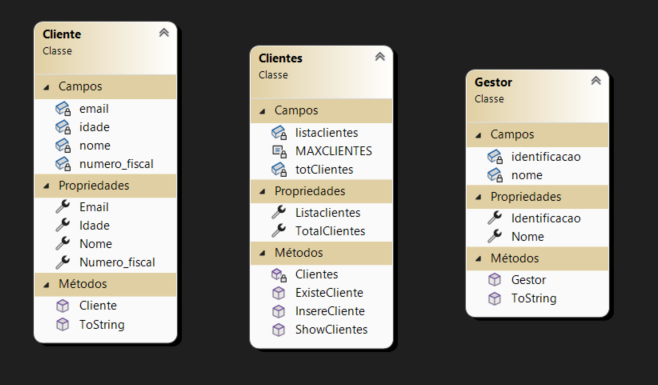 Cliente
Classe
Campos
email
idade
nome
numero_fiscal
Propriedades
Email
Idade
Nome
Numero_fiscal
Métodos
Cliente
ToString
Clientes
Classe
Campos
listaclientes
MAXCLIENTES
totClientes
Propriedades
Listaclientes
TotalClientes
Métodos
Clientes
ExisteCliente
InsereCliente
ShowClientes
Gestor
Classe
Campos
identificacao
nome
Propriedades
Identificacao
Nome
Métodos
Gestor
ToString